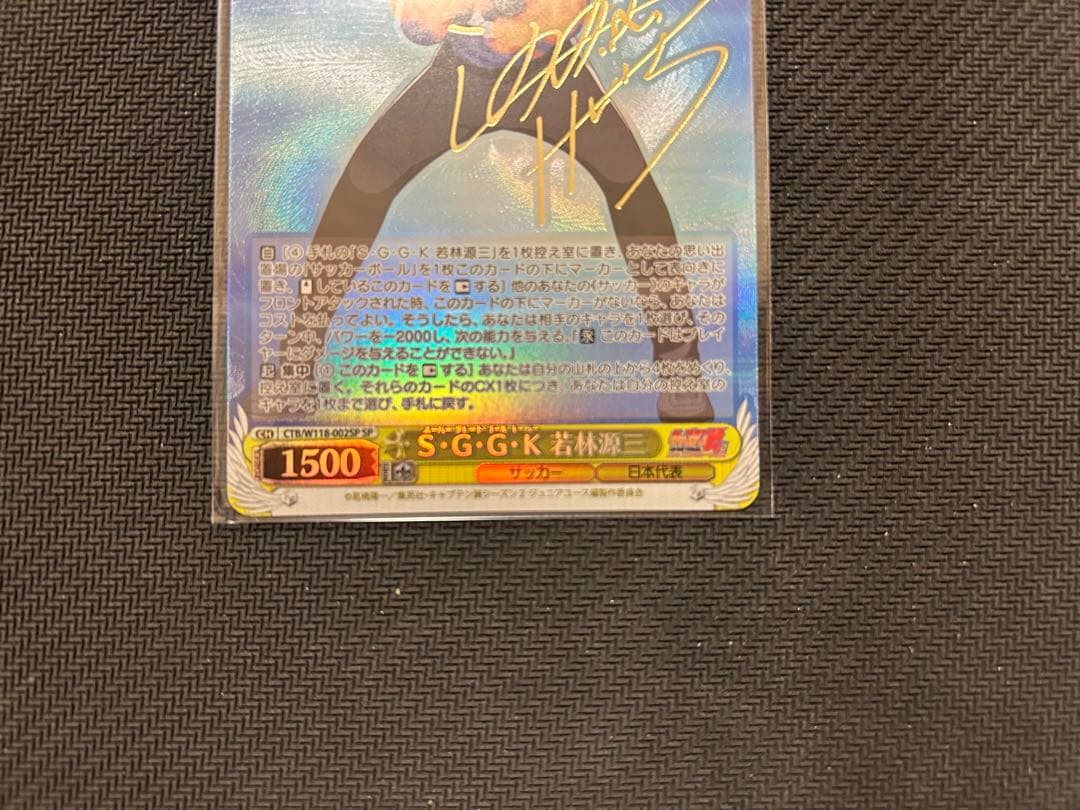 自 [④ 手札の「S・G・G・K 若林源三」を1枚控え室に置き、あなたの思い出
置場の「サッカーボール」を1枚このカードの下にマーカーとして表向きに
置き、しているこのカードをする] 他のあなたの《サッカー》のキャラが
フロントアタックされた時、このカードの下にマーカーがないなら、あなたは
コストを払ってよい。そうしたら、あなたは相手のキャラを1枚選び、その
ターン中、パワーを−2000し、次の能力を与える。『永 このカードはプレイ
ヤーにダメージを与えることができない。』
起 集中 [① このカードをする] あなたは自分の山札の上から4枚をめくり、
控え室に置く。それらのカードのCX1枚につき、あなたは自分の控え室の
キャラを1枚まで選び、手札に戻す。
CH CTB/W118-002SP SP
S・G・G・K 若林源三
1500
サッカー 日本代表
©高橋陽一/集英社・キャプテン翼シーズン2 ジュニアユース編製作委員会